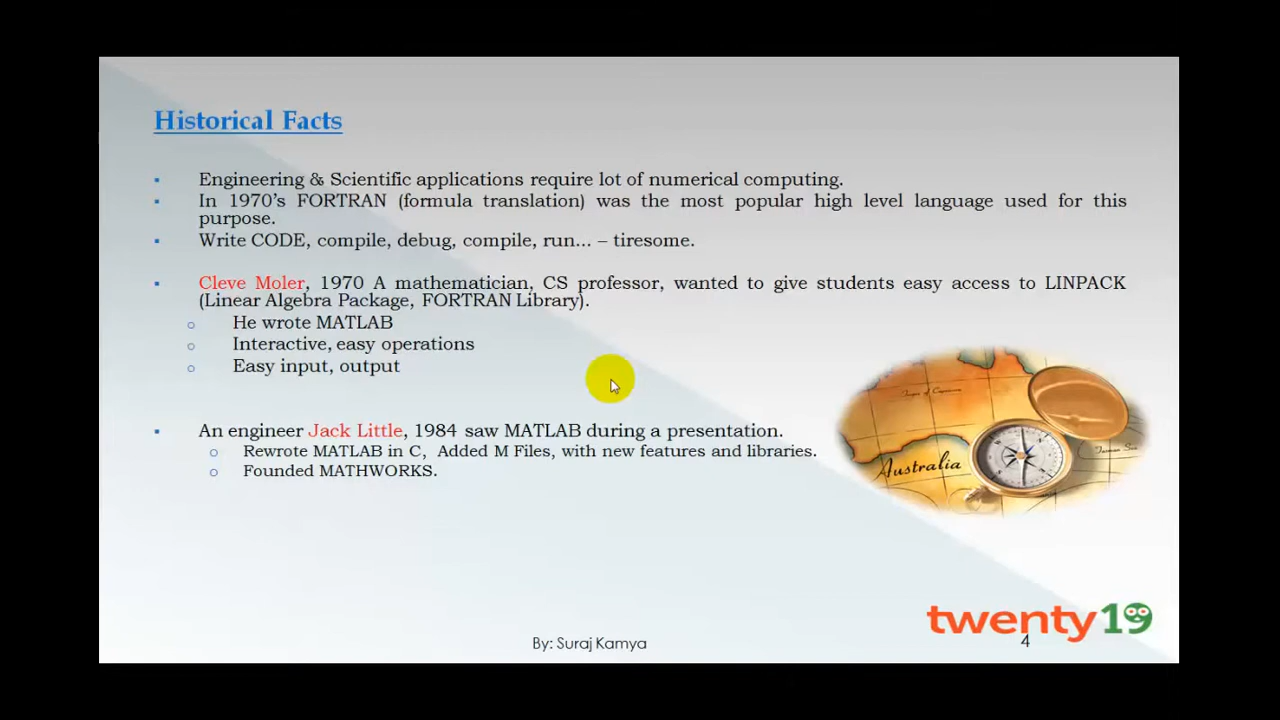 Historical Facts
Engineering & Scientific applications require lot of numerical computing.
In 1970's FORTRAN (formula translation) was the most popular high level language used for this
purpose.
Write CODE, compile, debug, compile, run... – tiresome.
Cleve Moler, 1970 A mathematician, CS professor, wanted to give students easy access to LINPACK
(Linear Algebra Package, FORTRAN Library).
He wrote MATLAB
Interactive, easy operations
Easy input, output
An engineer Jack Little, 1984 saw MATLAB during a presentation.
Rewrote MATLAB in C, Added M Files, with new features and libraries.
Founded MATHWORKS.
Australia
twenty19
By: Suraj Kamya
4